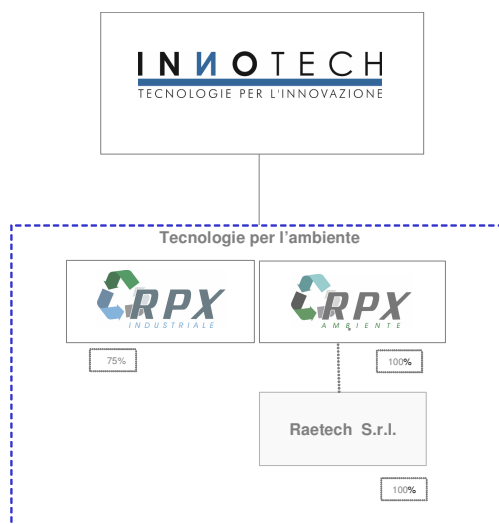 INNOTECH
TECNOLOGIE PER L'INNOVAZIONE
Tecnologie per l'ambiente
RPX
INDUSTRIALE
RPX
AMBIENTE
75%
100%
Raetech S.r.l.
100%